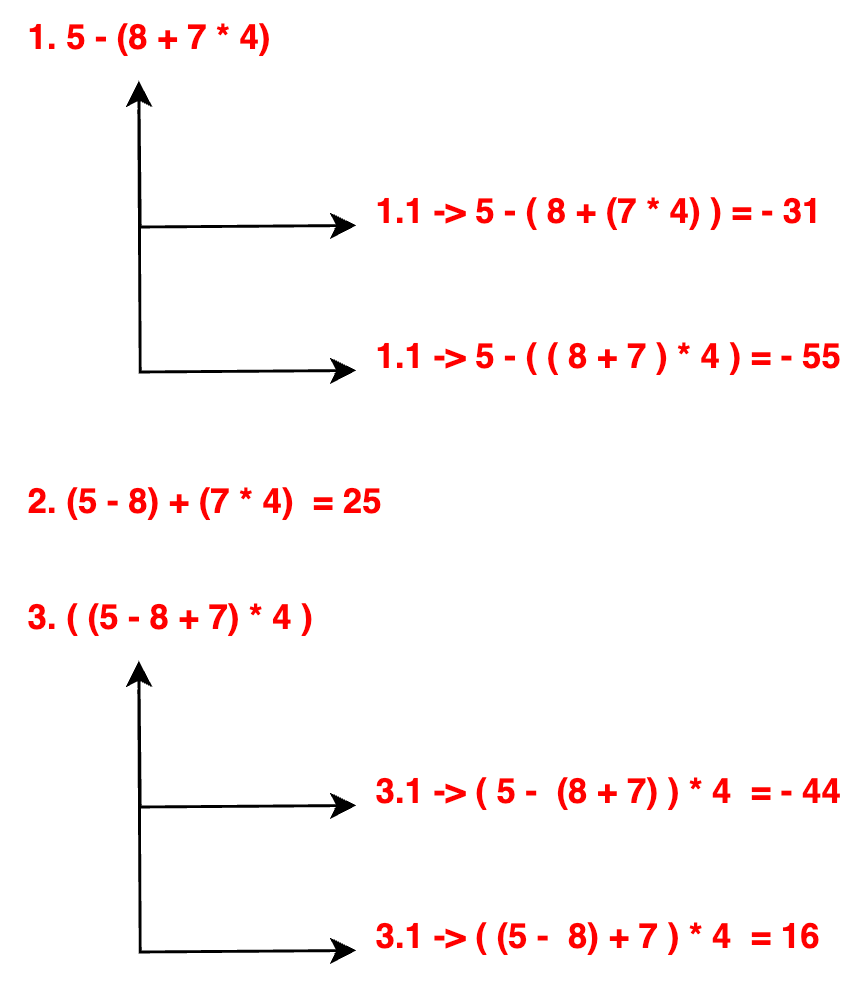 1. 5 - (8 + 7 * 4)
1.1 -> 5 - ( 8 + (7 * 4) ) = - 31
1.1 -> 5 - ( ( 8 + 7 ) * 4 ) = - 55
2. (5 - 8) + (7 * 4) = 25
3. ( (5 - 8 + 7) * 4 )
3.1 -> ( 5 - (8 + 7) ) * 4 = - 44
3.1 -> ( (5 - 8) + 7 ) * 4 = 16